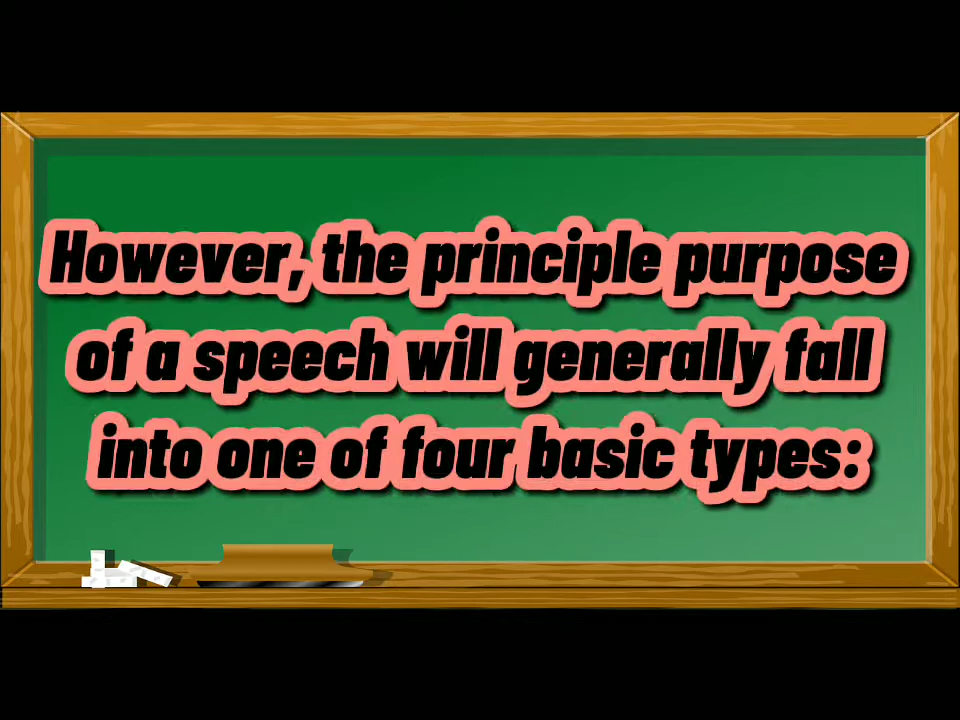 However, the principle purpose
of a speech will generally fall
into one of four basic types: